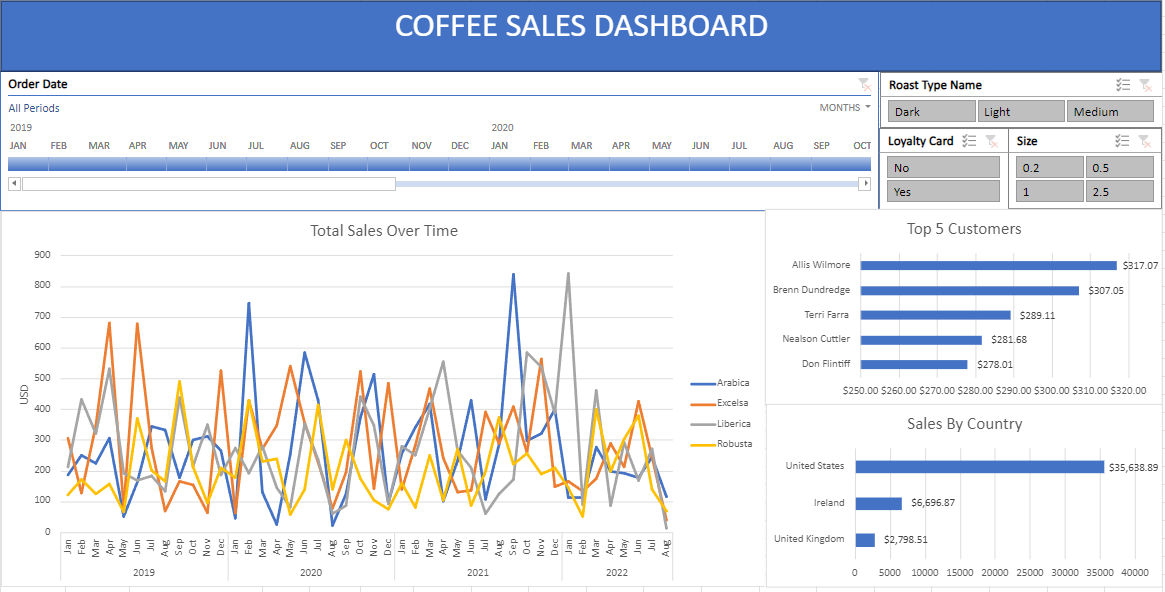 COFFEE SALES DASHBOARD
Order Date
All Periods
MONTHS
2019 2020
JAN FEB MAR APR MAY JUN JUL AUG SEP OCT NOV DEC JAN FEB MAR APR MAY JUN JUL AUG SEP OCT
Roast Type Name
Dark Light Medium
Loyalty Card
No
Yes
Size
0.2 0.5
1 2.5
Total Sales Over Time
USD
900
800
700
600
500
400
300
200
100
0
Jan Feb Mar Apr May Jun Jul Aug Sep Oct Nov Dec Jan Feb Mar Apr May Jun Jul Aug Sep Oct Nov Dec Jan Feb Mar Apr May Jun Jul Aug Sep Oct Nov Dec Jan Feb Mar Apr May Jun Jul Aug
2019 2020 2021 2022
Arabica
Excelsa
Liberica
Robusta
Top 5 Customers
Allis Wilmore $317.07
Brenn Dundredge $307.05
Terri Farra $289.11
Nealson Cuttler $281.68
Don Flintiff $278.01
$250.00 $260.00 $270.00 $280.00 $290.00 $300.00 $310.00 $320.00
Sales By Country
United States $35,638.89
Ireland $6,696.87
United Kingdom $2,798.51
0 5000 10000 15000 20000 25000 30000 35000 40000